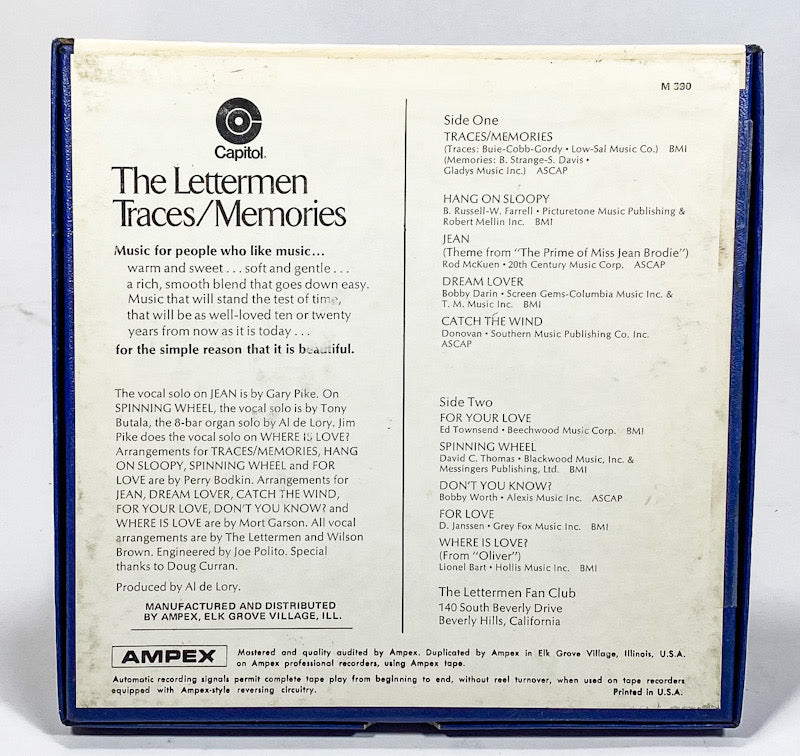 M 390
Capitol.
The Lettermen
Traces/Memories
Music for people who like music...
warm and sweet . . . soft and gentle . . .
a rich, smooth blend that goes down easy.
Music that will stand the test of time,
that will be as well-loved ten or twenty
years from now as it is today . . .
for the simple reason that it is beautiful.
The vocal solo on JEAN is by Gary Pike. On
SPINNING WHEEL, the vocal solo is by Tony
Butala, the 8-bar organ solo by Al de Lory. Jim
Pike does the vocal solo on WHERE IS LOVE?
Arrangements for TRACES/MEMORIES, HANG
ON SLOOPY, SPINNING WHEEL and FOR
LOVE are by Perry Bodkin. Arrangements for
JEAN, DREAM LOVER, CATCH THE WIND,
FOR YOUR LOVE, DON'T YOU KNOW? and
WHERE IS LOVE are by Mort Garson. All vocal
arrangements are by The Lettermen and Wilson
Brown. Engineered by Joe Polito. Special
thanks to Doug Curran.
Produced by Al de Lory.
MANUFACTURED AND DISTRIBUTED
BY AMPEX, ELK GROVE VILLAGE, ILL.
Side One
TRACES/MEMORIES
(Traces: Buie-Cobb-Gordy • Low-Sal Music Co.) BMI
(Memories: B. Strange-S. Davis •
Gladys Music Inc.) ASCAP
HANG ON SLOOPY
B. Russell-W. Farrell • Picturetone Music Publishing &
Robert Mellin Inc. BMI
JEAN
(Theme from "The Prime of Miss Jean Brodie")
Rod McKuen • 20th Century Music Corp. ASCAP
DREAM LOVER
Bobby Darin • Screen Gems-Columbia Music Inc. &
T. M. Music Inc. BMI
CATCH THE WIND
Donovan • Southern Music Publishing Co. Inc.
ASCAP
Side Two
FOR YOUR LOVE
Ed Townsend • Beechwood Music Corp. BMI
SPINNING WHEEL
David C. Thomas • Blackwood Music, Inc. &
Messingers Publishing, Ltd. BMI
DON'T YOU KNOW?
Bobby Worth • Alexis Music Inc. ASCAP
FOR LOVE
D. Janssen • Grey Fox Music Inc. BMI
WHERE IS LOVE?
(From "Oliver")
Lionel Bart • Hollis Music Inc. BMI
The Lettermen Fan Club
140 South Beverly Drive
Beverly Hills, California
AMPEX
Mastered and quality audited by Ampex. Duplicated by Ampex in Elk Grove Village, Illinois, U.S.A.
on Ampex professional recorders, using Ampex tape.
Automatic recording signals permit complete tape play from beginning to end, without reel turnover, when used on tape recorders
equipped with Ampex-style reversing circuitry.
Printed in U.S.A.